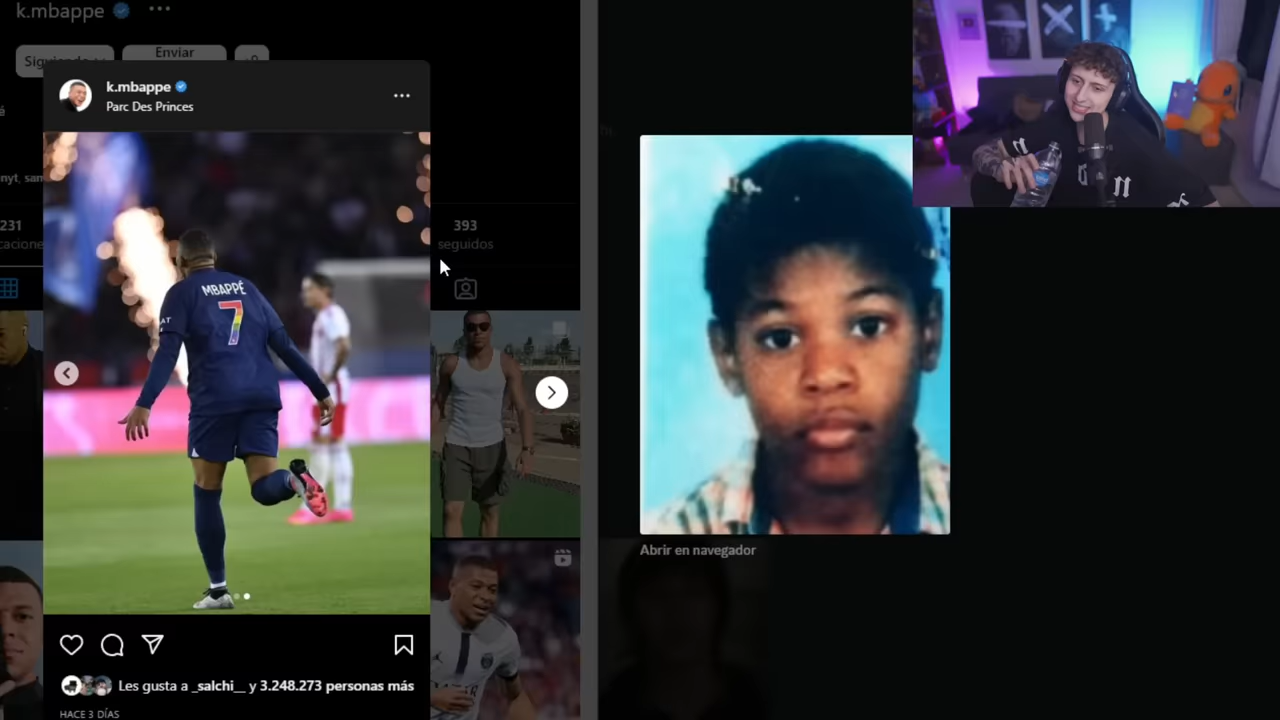 k.mbappe
Enviar
k.mbappe
Parc Des Princes
231
393
seguidos
MBAPPÉ
7
Abrir en navegador
Les gusta a _salchi__ y 3.248.273 personas más
HACE 3 DÍAS